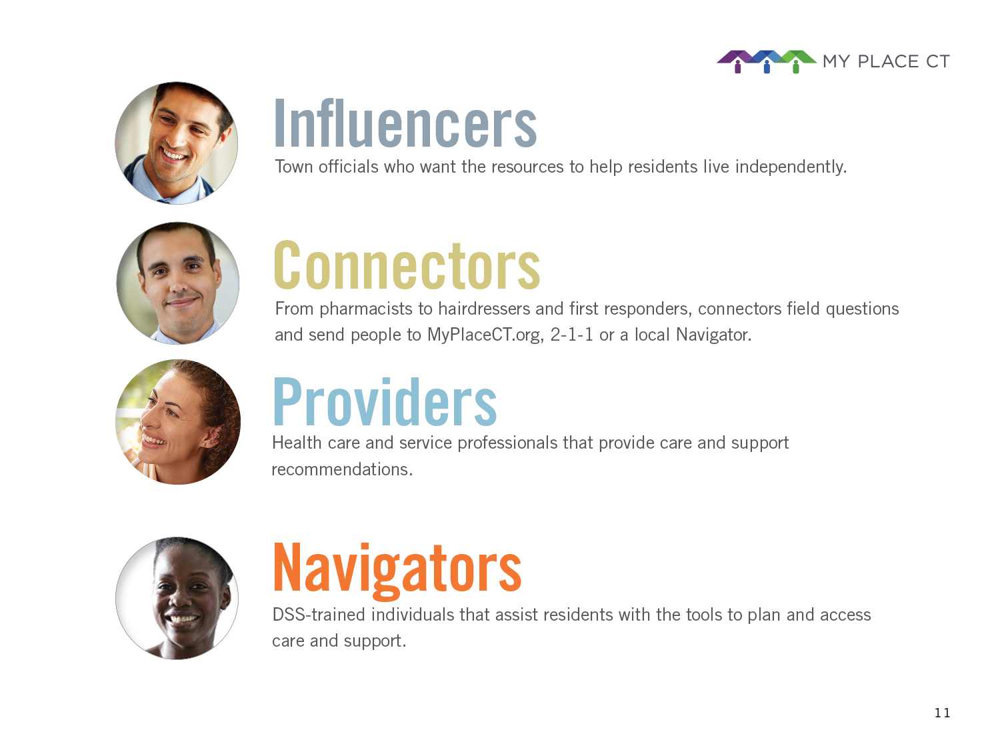 MY PLACE CT
Influencers
Town officials who want the resources to help residents live independently.
Connectors
From pharmacists to hairdressers and first responders, connectors field questions
and send people to MyPlaceCT.org, 2-1-1 or a local Navigator.
Providers
Health care and service professionals that provide care and support
recommendations.
Navigators
DSS-trained individuals that assist residents with the tools to plan and access
care and support.
11